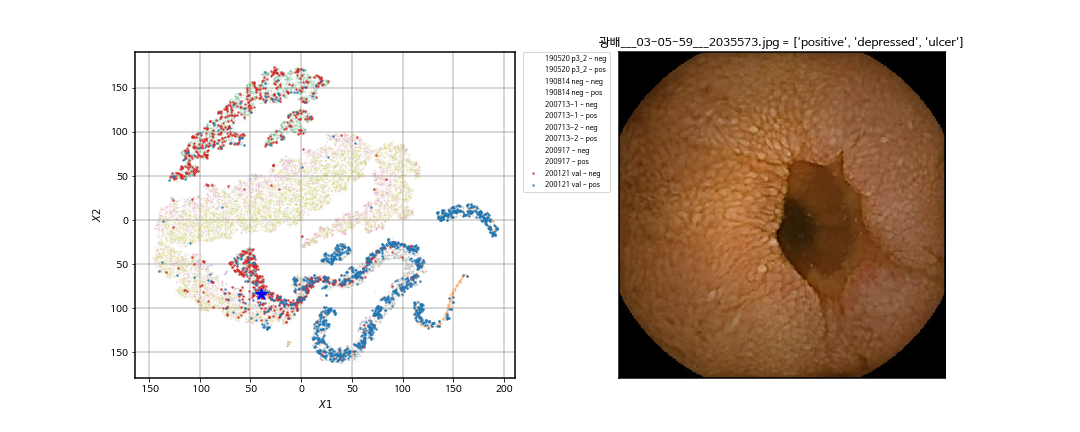 광배___03-05-59___2035573.jpg = ['positive', 'depressed', 'ulcer']
190520 p3_2 - neg
190520 p3_2 - pos
190814 neg - neg
190814 neg - pos
200713-1 - neg
200713-1 - pos
200713-2 - neg
200713-2 - pos
200917 - neg
200917 - pos
200121 val - neg
200121 val - pos
X2
150
100
50
0
50
100
150
150 100 50 0 50 100 150 200
X1